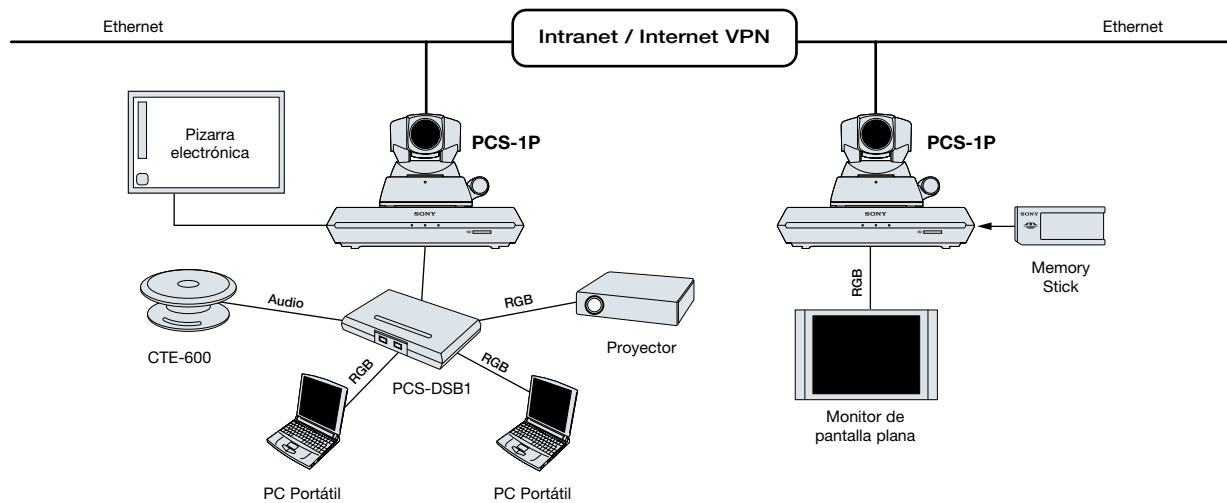 Ethernet
Intranet / Internet VPN
Ethernet
Pizarra
electrónica
PCS-1P
SONY
PCS-1P
SONY
SONY
Memory
Stick
Audio
RGB
CTE-600
RGB
PCS-DSB1
RGB
Proyector
RGB
Monitor de
pantalla plana
PC Portátil
PC Portátil